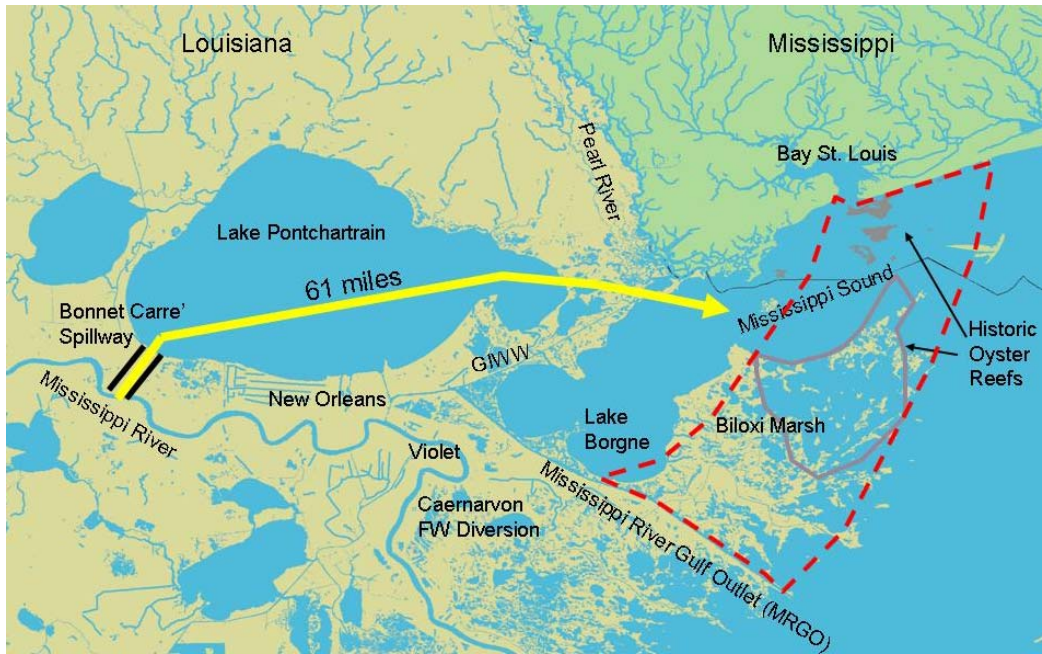 Louisiana
Mississippi
Pearl River
Bay St. Louis
Lake Pontchartrain
61 miles
Mississippi Sound
Bonnet Carre'
Spillway
Historic
Oyster
Reefs
GIWW
Mississippi River
New Orleans
Lake
Borgne
Biloxi Marsh
Violet
Caernarvon
FW Diversion
Mississippi River Gulf Outlet (MRGO)